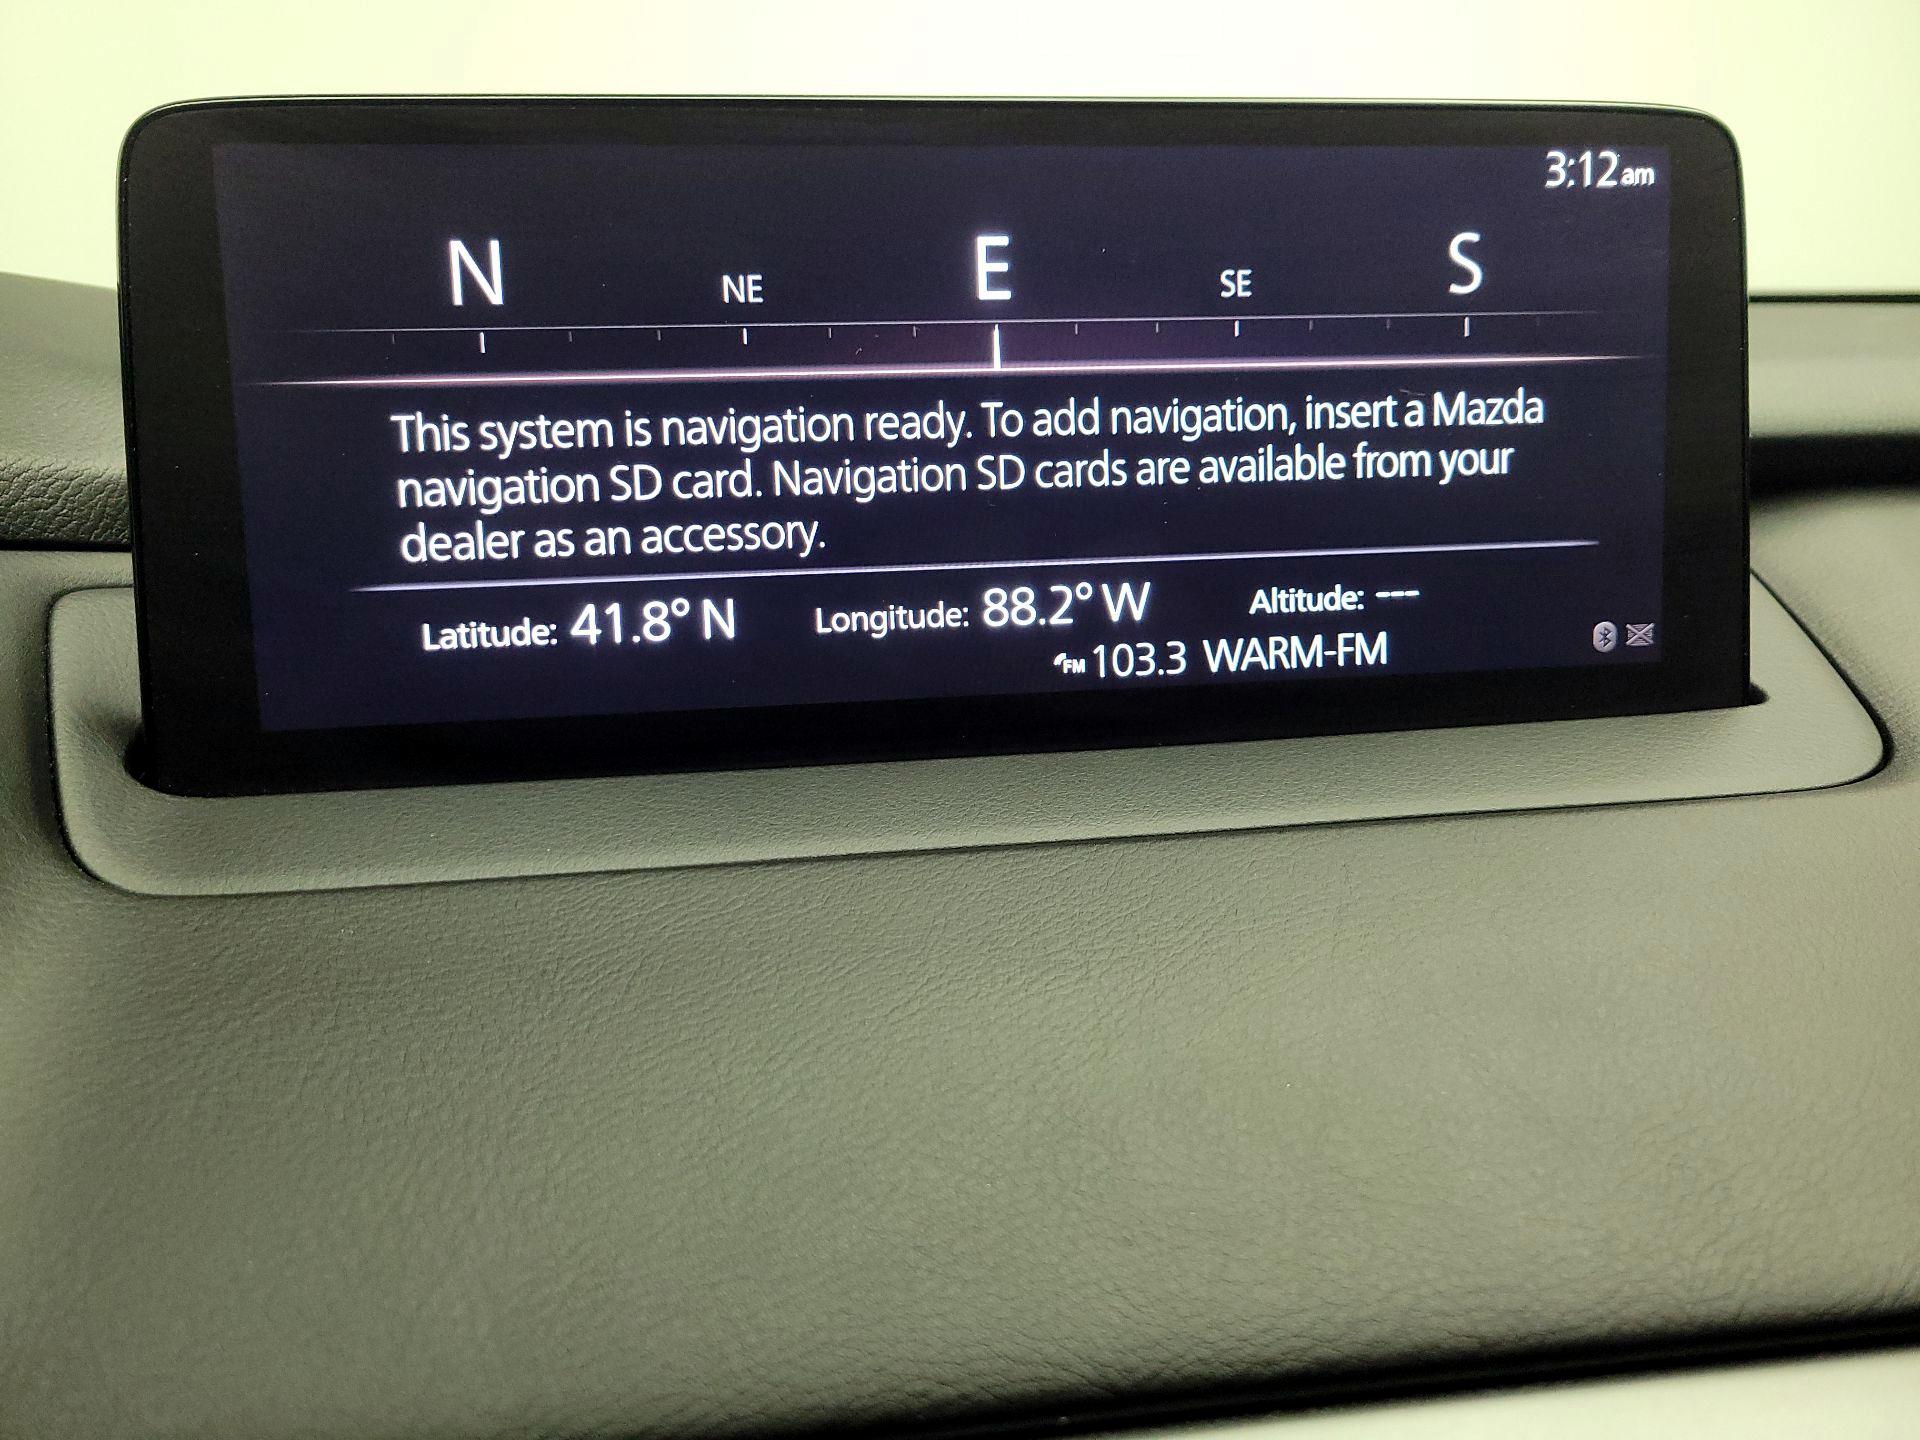 3:12am
N NE E SE S
This system is navigation ready. To add navigation, insert a Mazda
navigation SD card. Navigation SD cards are available from your
dealer as an accessory.
Latitude: 41.8° N Longitude: 88.2° W Altitude: ---
FM 103.3 WARM-FM